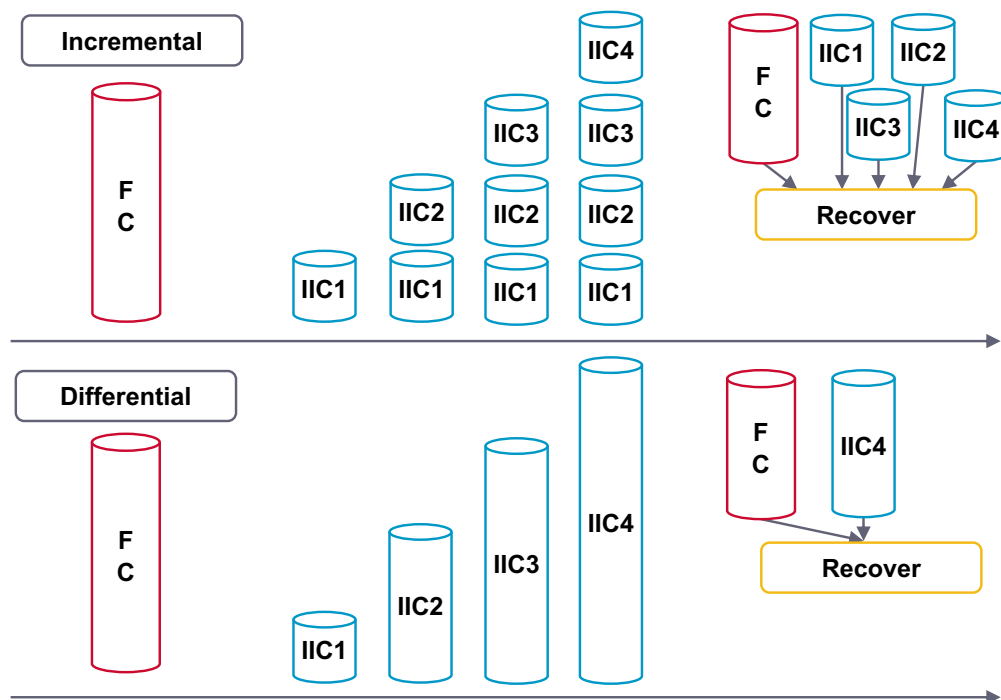 Incremental
F
C
IIC1
IIC2
IIC1
IIC3
IIC2
IIC1
IIC4
IIC3
IIC2
IIC1
F
C
IIC1
IIC2
IIC3
IIC4
Recover
Differential
F
C
IIC1
IIC2
IIC3
IIC4
F
C
IIC4
Recover